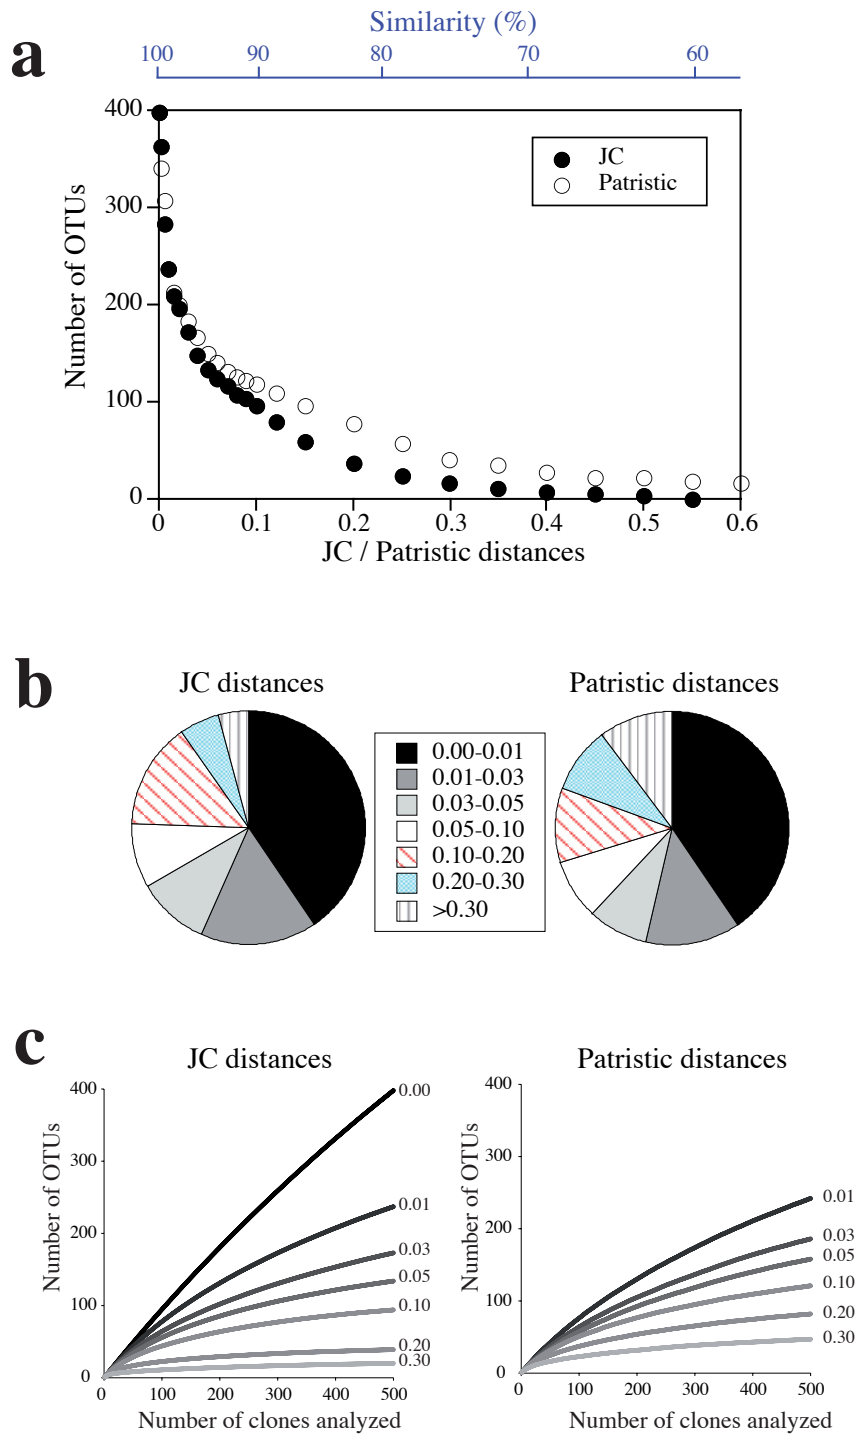 a
Similarity (%)
100 90 80 70 60
400
300
200
100
0
Number of OTUs
JC
Patristic
0 0.1 0.2 0.3 0.4 0.5 0.6
JC / Patristic distances
b
JC distances
Patristic distances
0.00-0.01
0.01-0.03
0.03-0.05
0.05-0.10
0.10-0.20
0.20-0.30
>0.30
c
JC distances
400
300
200
100
0
Number of OTUs
0.00
0.01
0.03
0.05
0.10
0.20
0.30
0 100 200 300 400 500
Number of clones analyzed
Patristic distances
400
300
200
100
0
Number of OTUs
0.01
0.03
0.05
0.10
0.20
0.30
0 100 200 300 400 500
Number of clones analyzed